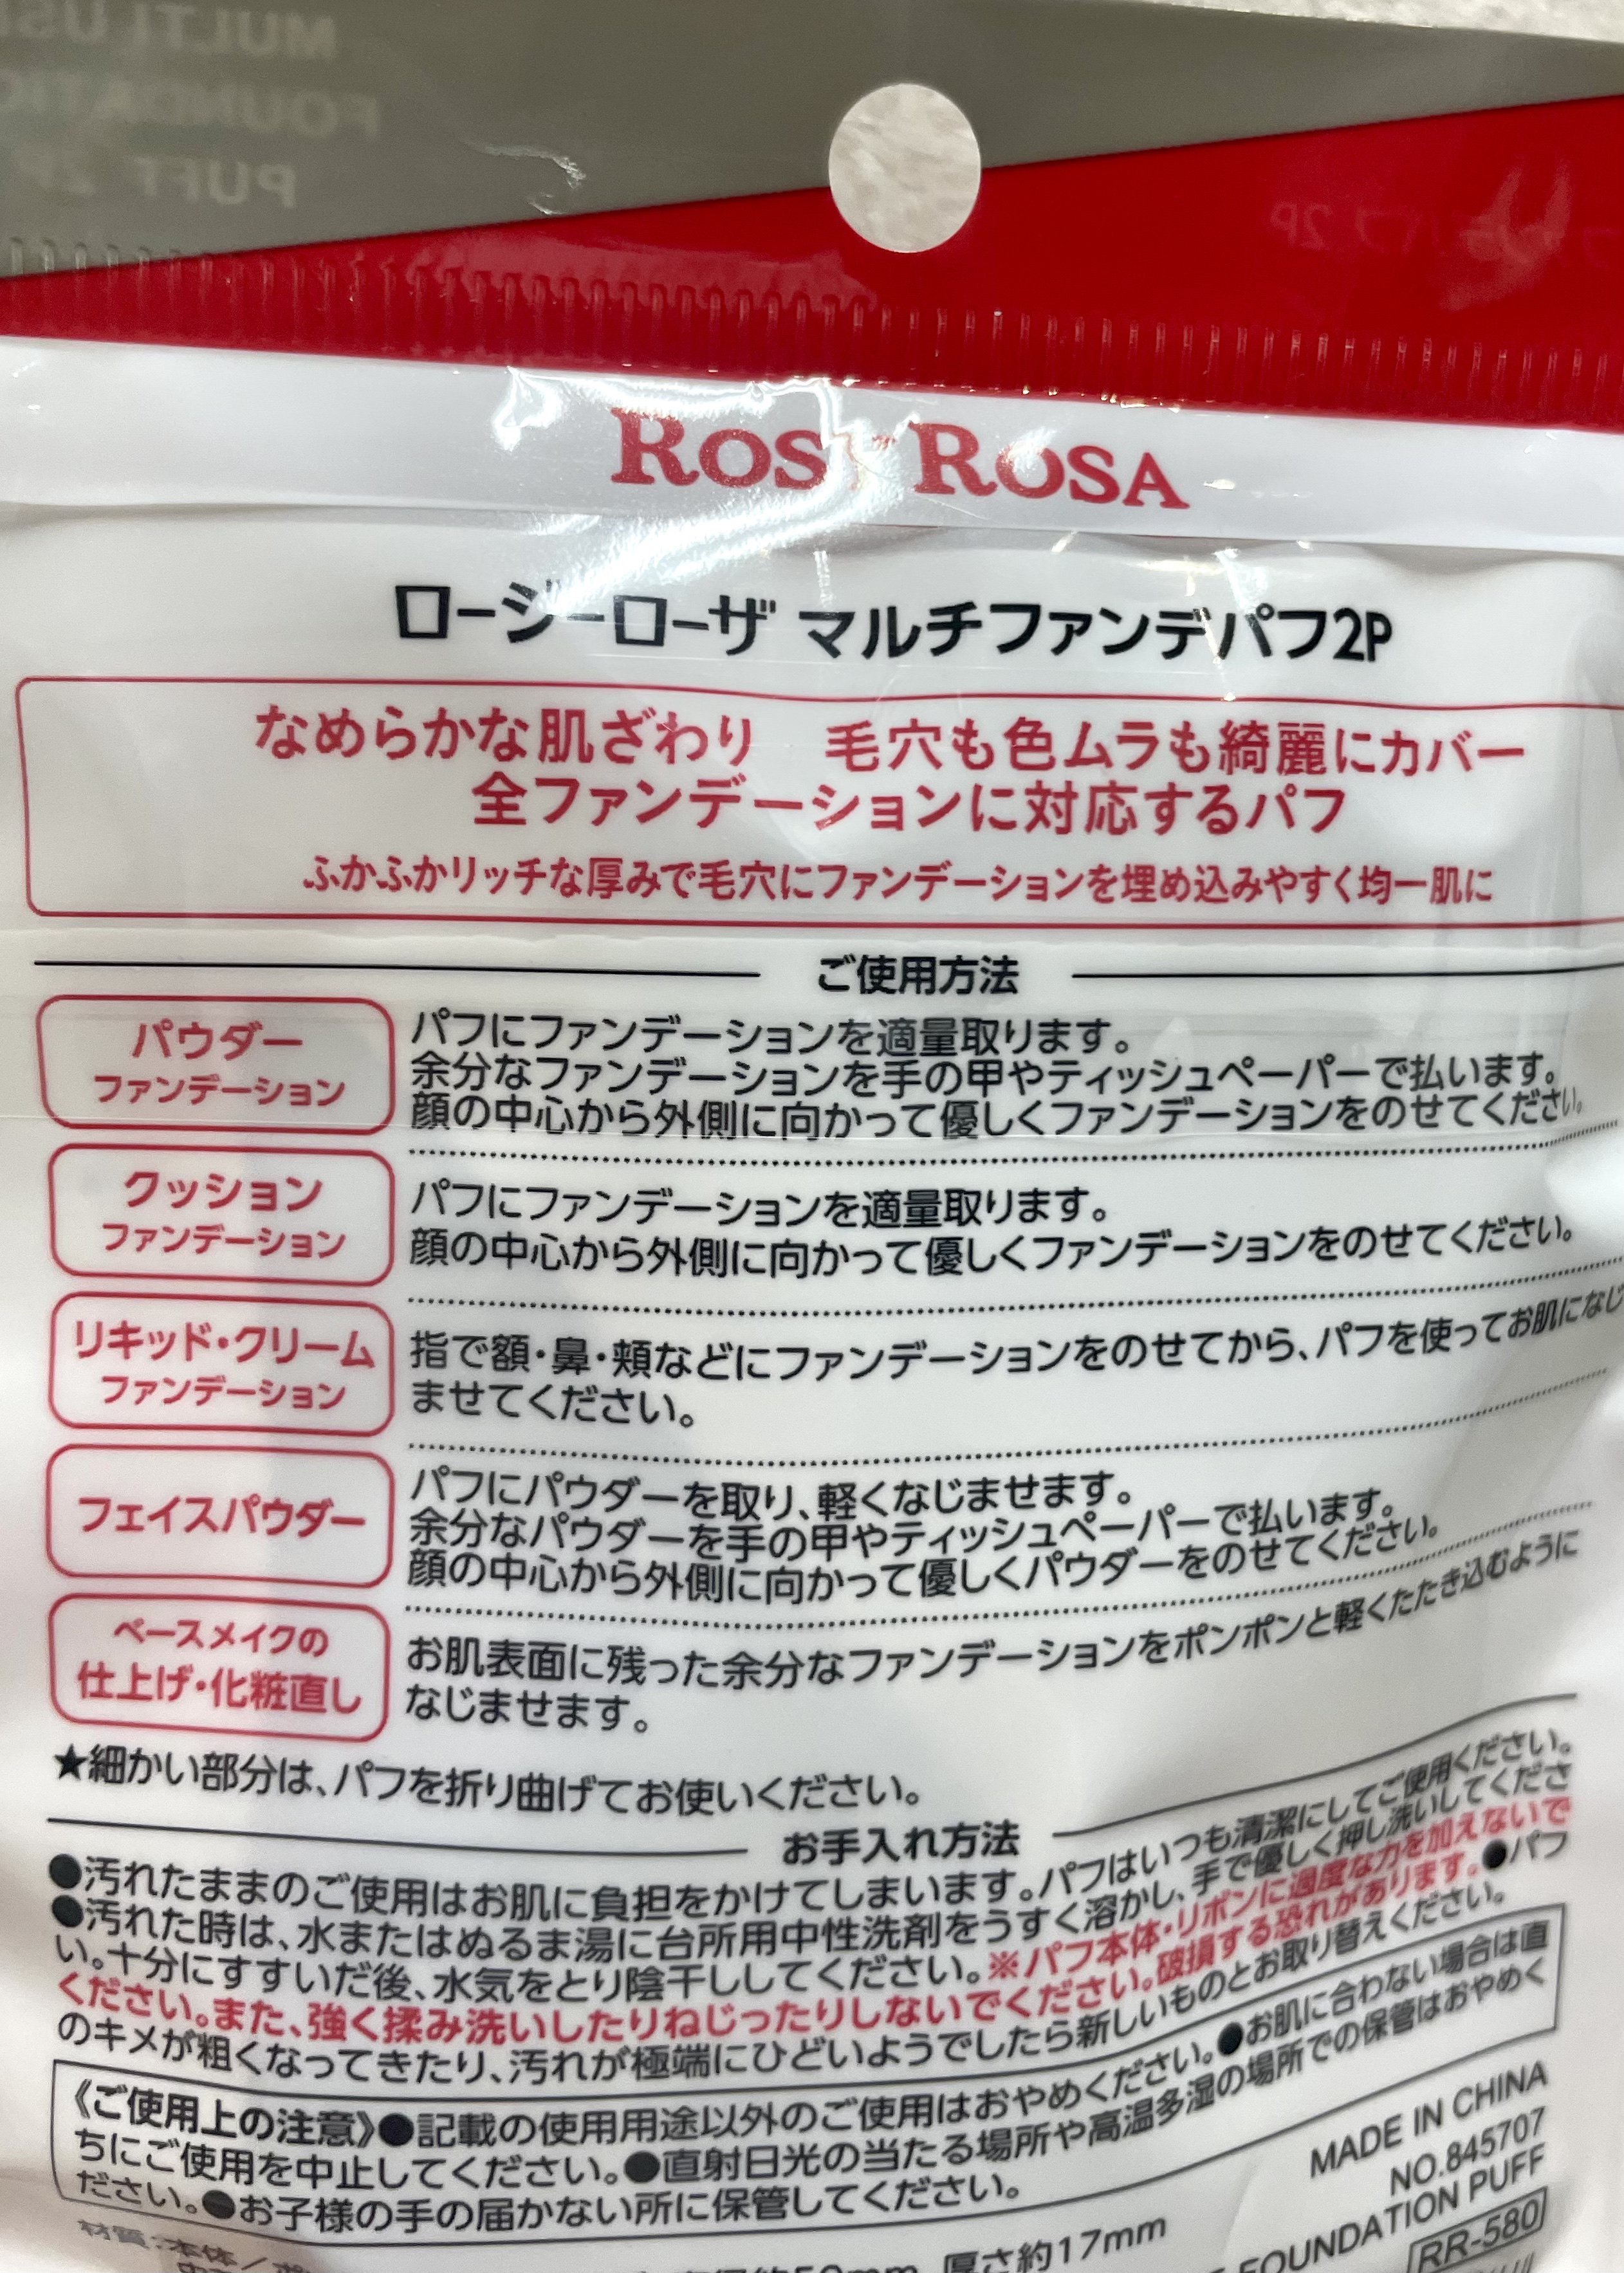 ROSY ROSA
ロージーローザ マルチファンデパフ2P
なめらかな肌ざわり 毛穴も色ムラも綺麗にカバー
全ファンデーションに対応するパフ
ふかふかリッチな厚みで毛穴にファンデーションを埋め込みやすく均一肌に
ご使用方法
パウダー
ファンデーション
パフにファンデーションを適量取ります。
余分なファンデーションを手の甲やティッシュペーパーで払います。
顔の中心から外側に向かって優しくファンデーションをのせてください。
クッション
ファンデーション
パフにファンデーションを適量取ります。
顔の中心から外側に向かって優しくファンデーションをのせてください。
リキッド・クリーム
ファンデーション
指で額・鼻・頬などにファンデーションをのせてから、パフを使ってお肌になじ
ませてください。
フェイスパウダー
パフにパウダーを取り、軽くなじませます。
余分なパウダーを手の甲やティッシュペーパーで払います。
顔の中心から外側に向かって優しくパウダーをのせてください。
ベースメイクの
仕上げ・化粧直し
お肌表面に残った余分なファンデーションをポンポンと軽くたたき込むように
なじませます。
★細かい部分は、パフを折り曲げてお使いください。
お手入れ方法
●汚れたままのご使用はお肌に負担をかけてしまいます。パフはいつも清潔にしてご使用ください。
●汚れた時は、水またはぬるま湯に台所用中性洗剤をうすく溶かし、手で優しく押し洗いしてくださ
い。十分にすすいだ後、水気をとり陰干ししてください。※パフ本体・リボンに過度な力を加えないで
ください。また、強く揉み洗いしたりねじったりしないでください。破損する恐れがあります。●パフ
のキメが粗くなってきたり、汚れが極端にひどいようでしたら新しいものとお取り替えください。
《ご使用上の注意》●記載の使用用途以外のご使用はおやめください。●お肌に合わない場合は直
ちにご使用を中止してください。●直射日光の当たる場所や高温多湿の場所での保管はおやめく
ださい。●お子様の手の届かない所に保管してください。
MADE IN CHINA
NO.845707
FOUNDATION PUFF
RR-580
材質:本体/
厚さ約17mm